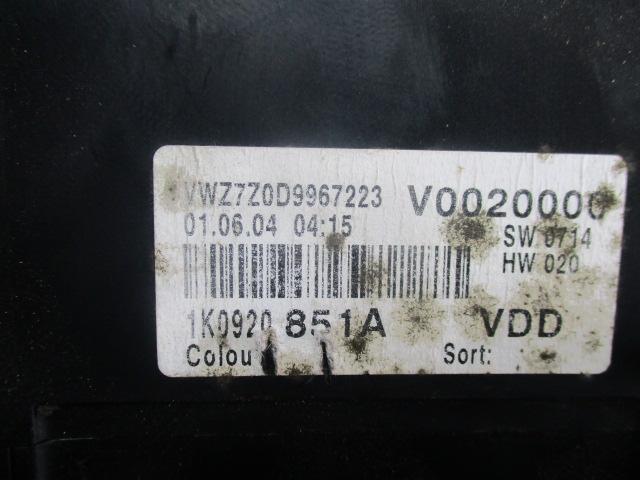 VWZ7Z0D9967223 V0020000
01.06.04 04:15 SW 0714
HW 020
1K0920 851A VDD
Colou Sort: